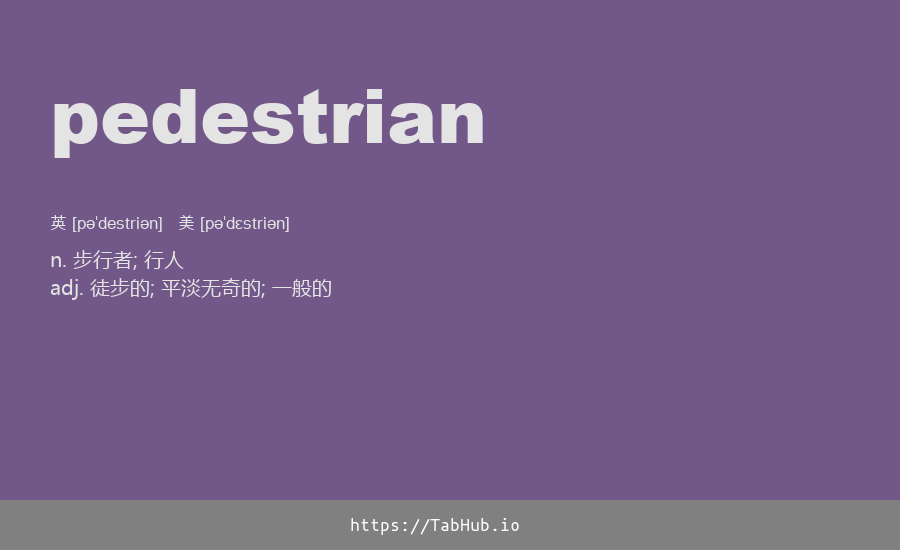 pedestrian
英 [pə'destriən] 美 [pə'dɛstriən]
n. 步行者; 行人
adj. 徒步的; 平淡无奇的; 一般的
https://TabHub.io